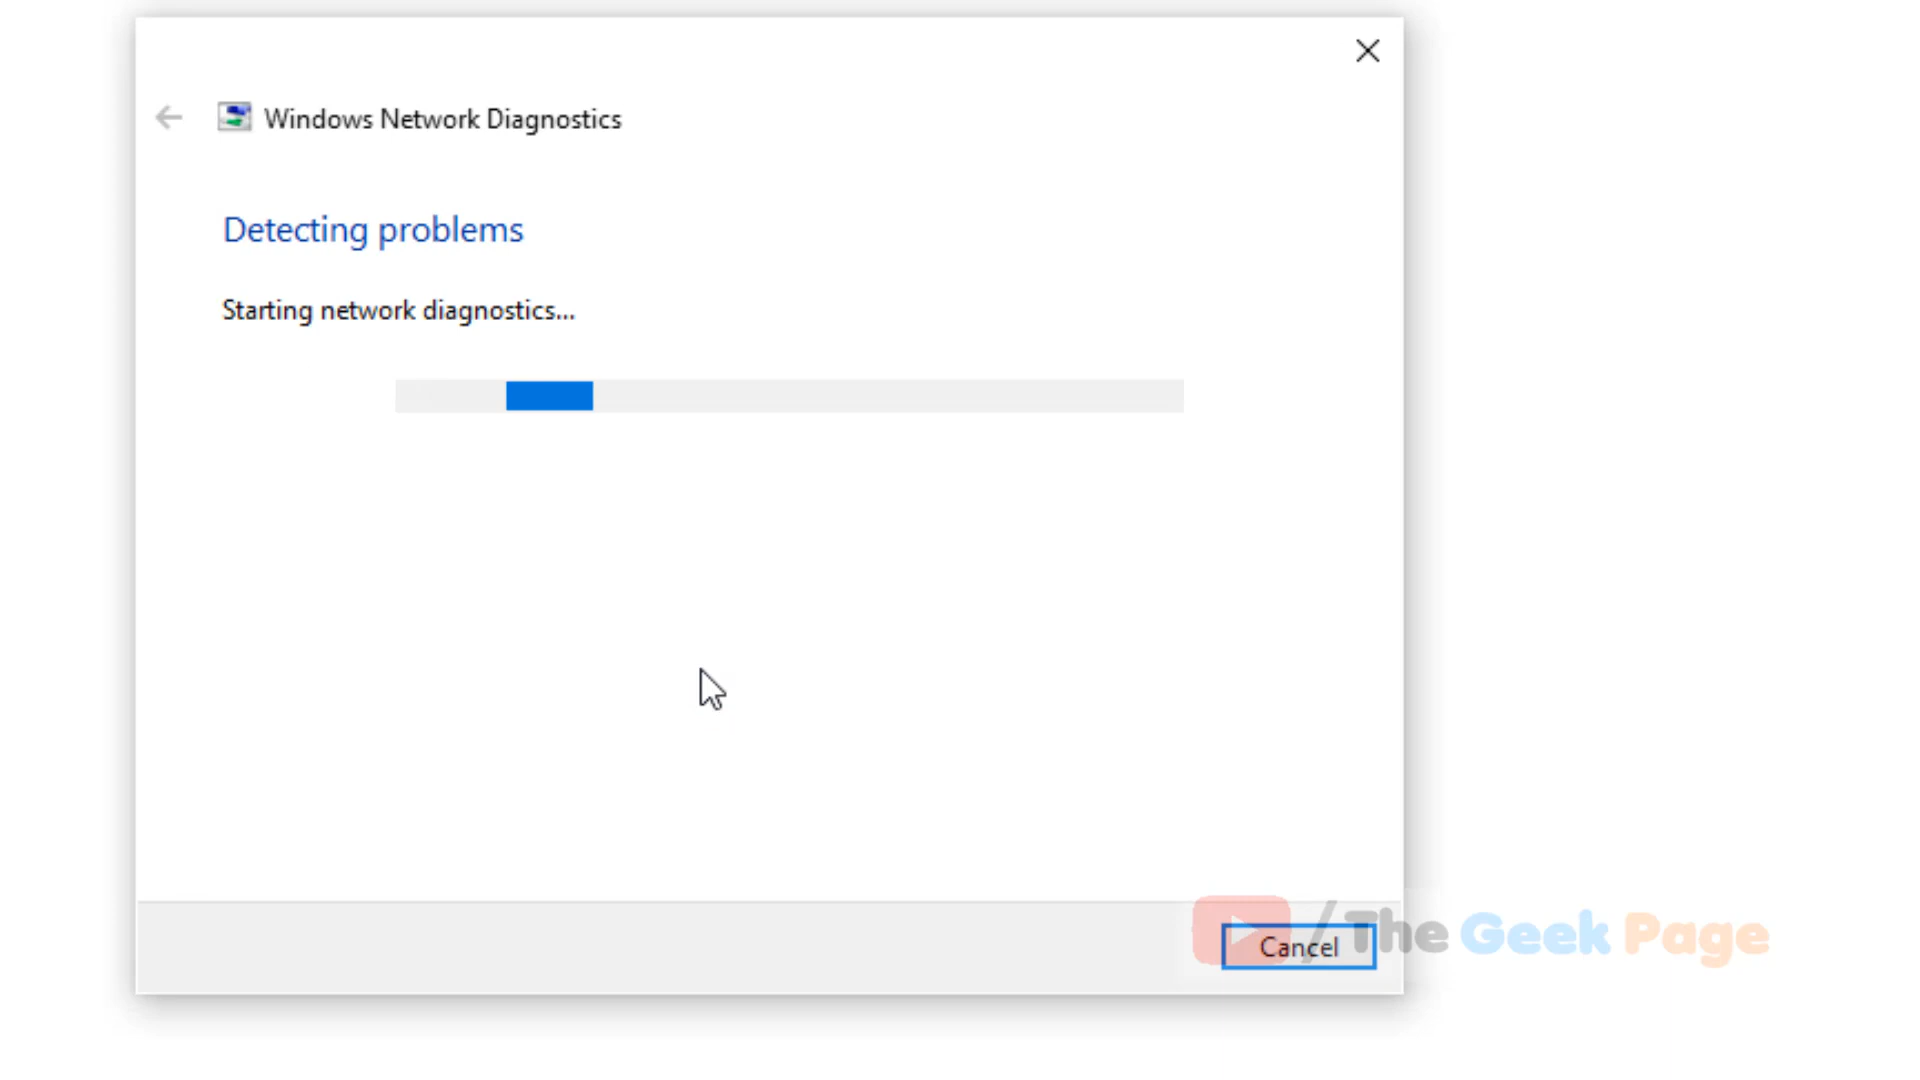 Windows Network Diagnostics
Detecting problems
Starting network diagnostics...
/The Geek Page
Cancel